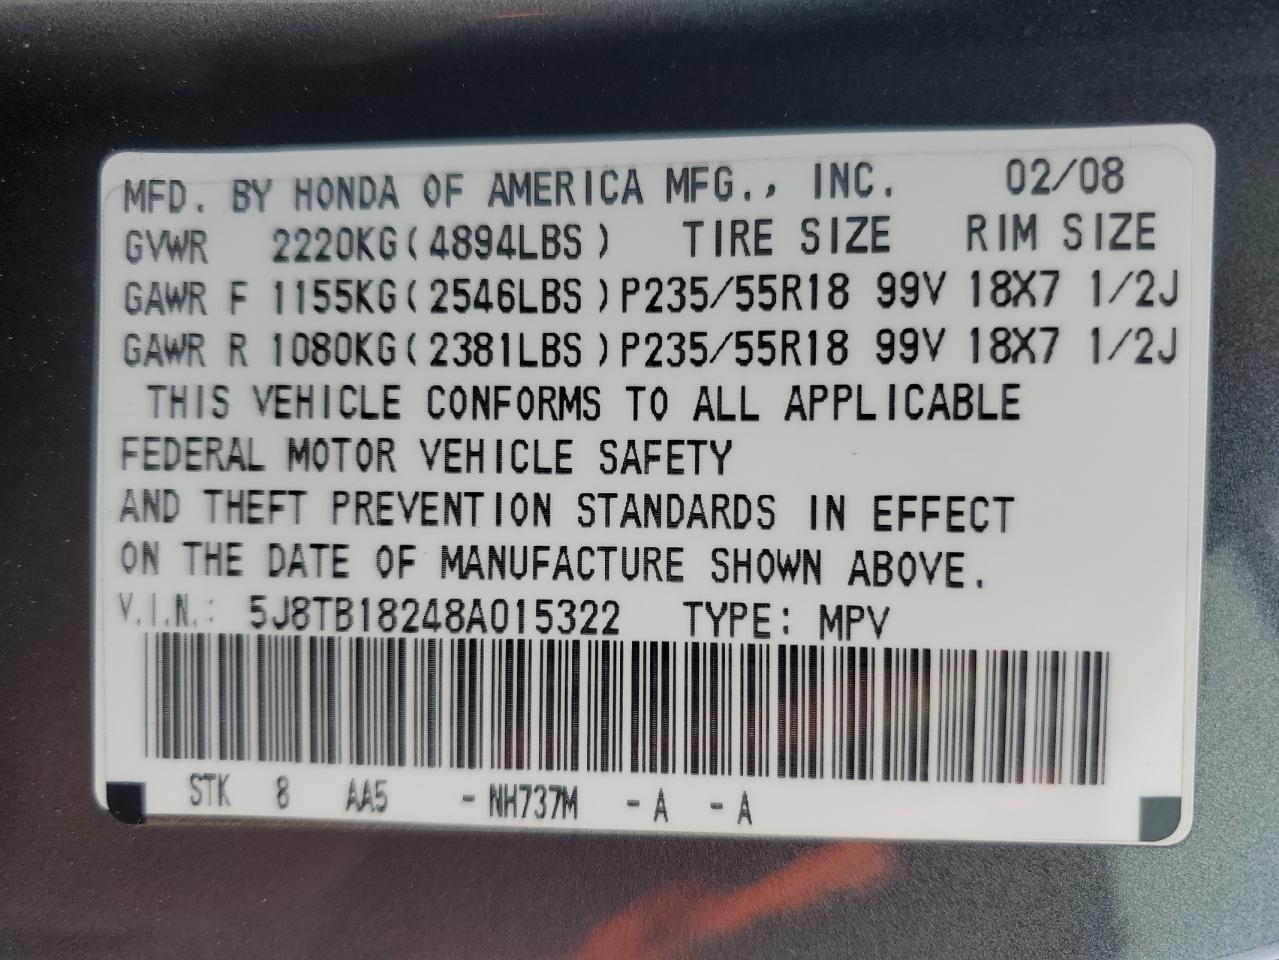 MFD. BY HONDA OF AMERICA MFG., INC. 02/08
GVWR 2220KG(4894LBS) TIRE SIZE RIM SIZE
GAWR F 1155KG(2546LBS)P235/55R18 99V 18X7 1/2J
GAWR R 1080KG(2381LBS)P235/55R18 99V 18X7 1/2J
THIS VEHICLE CONFORMS TO ALL APPLICABLE
FEDERAL MOTOR VEHICLE SAFETY
AND THEFT PREVENTION STANDARDS IN EFFECT
ON THE DATE OF MANUFACTURE SHOWN ABOVE.
V.I.N.: 5J8TB18248A015322 TYPE: MPV
STK 8 AA5 -NH737M -A -A